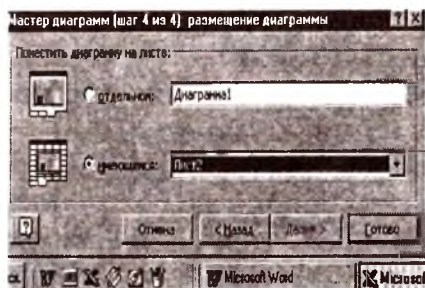 Мастер диаграмм (шаг 4 из 4): размещение диаграммы
Поместить диаграмму на листе:
отдельном: Диаграмма1
имеющемся: Лист2
Отмена < Назад Далее > Готово
Microsoft Word Microsof